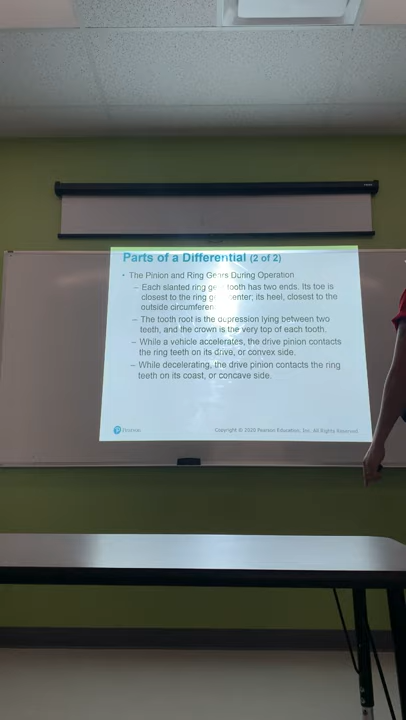 Parts of a Differential (2 of 2)
• The Pinion and Ring Gears During Operation
– Each slanted ring gear tooth has two ends. Its toe is
closest to the ring gear center; its heel, closest to the
outside circumference.
– The tooth root is the depression lying between two
teeth, and the crown is the very top of each tooth.
– While a vehicle accelerates, the drive pinion contacts
the ring teeth on its drive, or convex side.
– While decelerating, the drive pinion contacts the ring
teeth on its coast, or concave side.
Pearson
Copyright © 2020 Pearson Education, Inc. All Rights Reserved